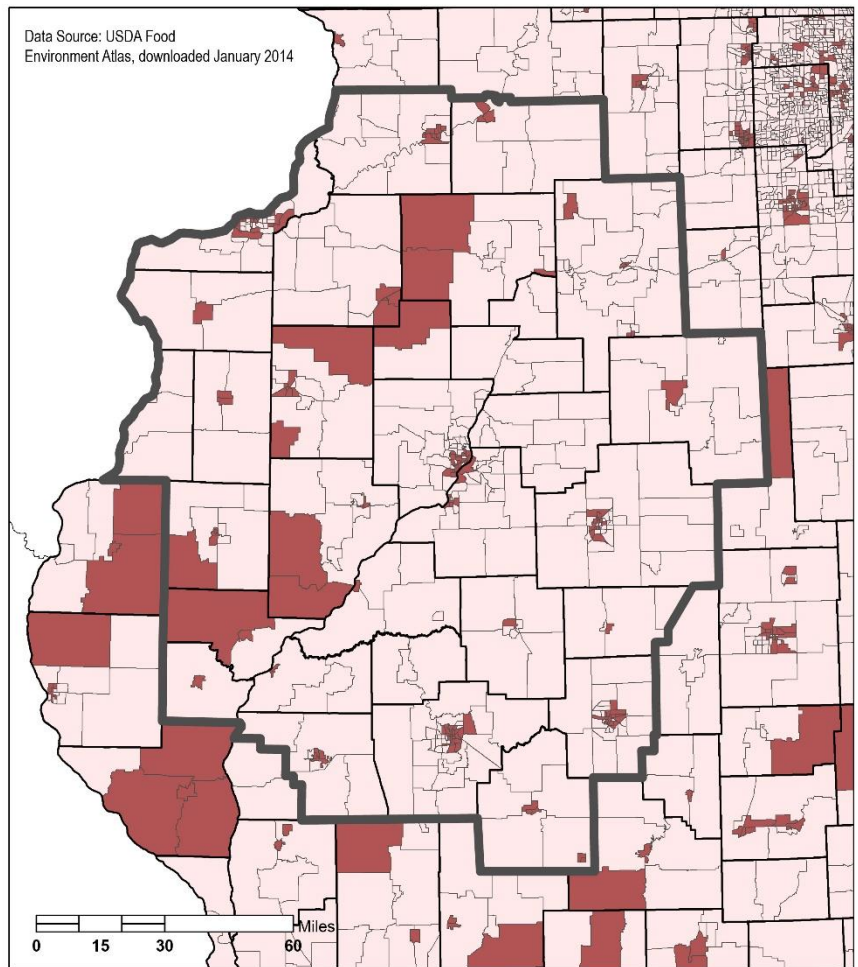 Data Source: USDA Food
Environment Atlas, downloaded January 2014
Miles
0 15 30 60